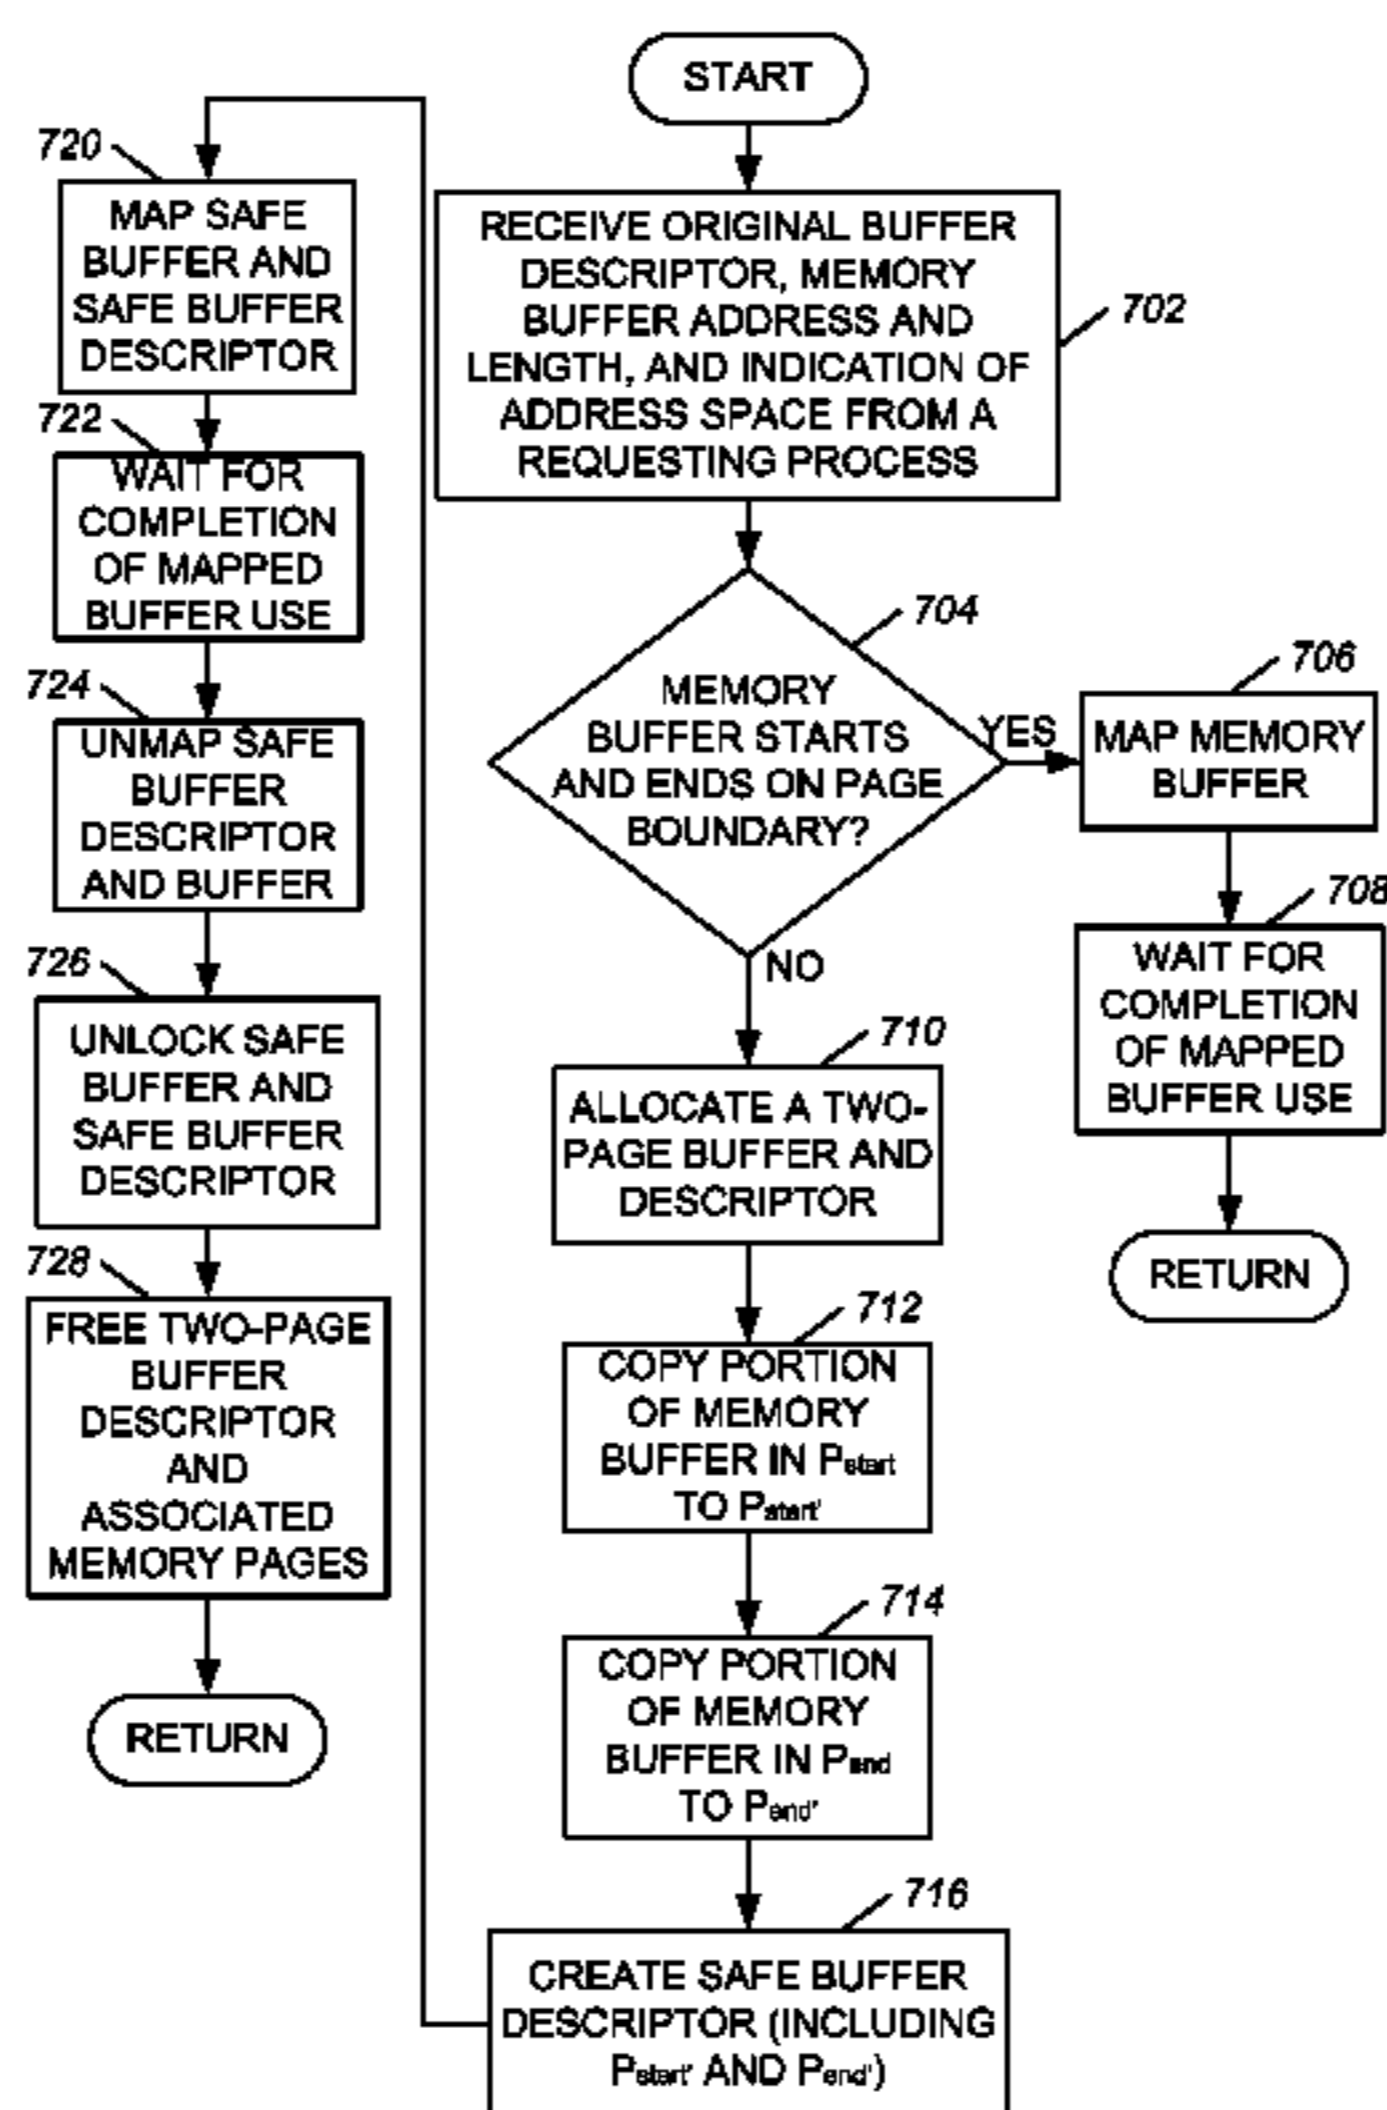 START
RECEIVE ORIGINAL BUFFER
DESCRIPTOR, MEMORY
BUFFER ADDRESS AND
LENGTH, AND INDICATION OF
ADDRESS SPACE FROM A
REQUESTING PROCESS
702
MEMORY
BUFFER STARTS
AND ENDS ON PAGE
BOUNDARY?
704
YES
706
MAP MEMORY
BUFFER
708
WAIT FOR
COMPLETION
OF MAPPED
BUFFER USE
RETURN
NO
710
ALLOCATE A TWO-
PAGE BUFFER AND
DESCRIPTOR
712
COPY PORTION
OF MEMORY
BUFFER IN Pstart
TO Pstart'
714
COPY PORTION
OF MEMORY
BUFFER IN Pend
TO Pend'
716
CREATE SAFE BUFFER
DESCRIPTOR (INCLUDING
Pstart' AND Pend')
720
MAP SAFE
BUFFER AND
SAFE BUFFER
DESCRIPTOR
722
WAIT FOR
COMPLETION
OF MAPPED
BUFFER USE
724
UNMAP SAFE
BUFFER
DESCRIPTOR
AND BUFFER
726
UNLOCK SAFE
BUFFER AND
SAFE BUFFER
DESCRIPTOR
728
FREE TWO-PAGE
BUFFER
DESCRIPTOR
AND
ASSOCIATED
MEMORY PAGES
RETURN